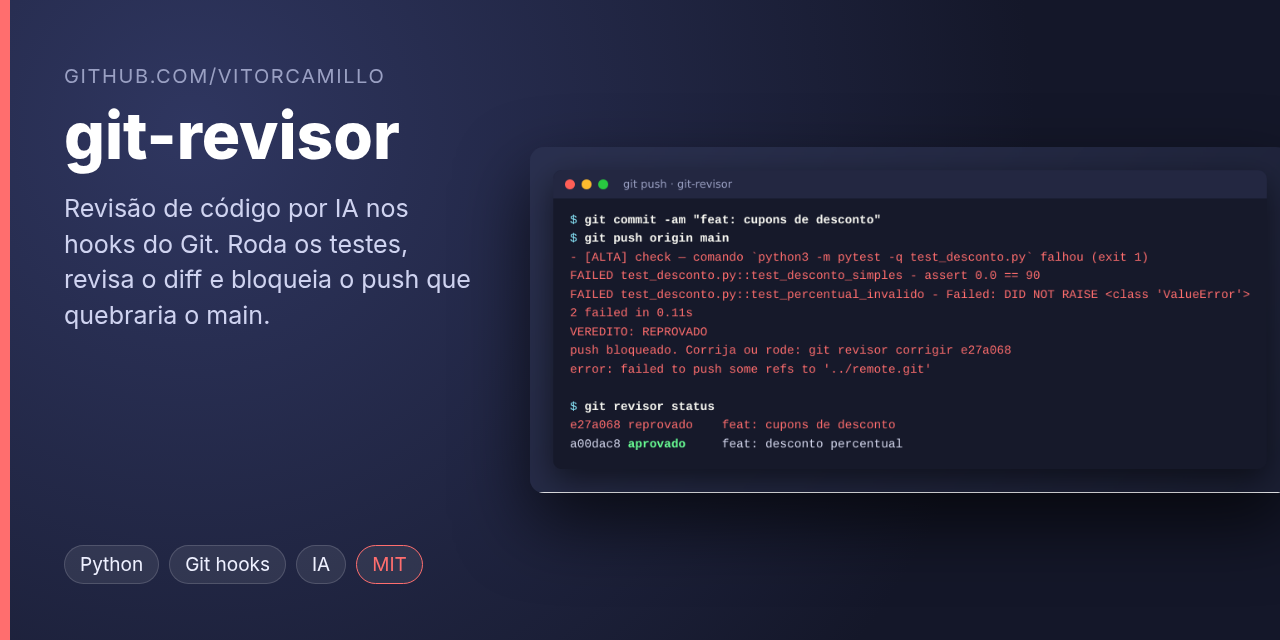 GITHUB.COM/VITORCAMILLO
git-revisor
Revisão de código por IA nos
hooks do Git. Roda os testes,
revisa o diff e bloqueia o push que
quebraria o main.
git push · git-revisor
$ git commit -am "feat: cupons de desconto"
$ git push origin main
- [ALTA] check — comando `python3 -m pytest -q test_desconto.py` falhou (exit 1)
FAILED test_desconto.py::test_desconto_simples - assert 0.0 == 90
FAILED test_desconto.py::test_percentual_invalido - Failed: DID NOT RAISE <class 'ValueError'>
2 failed in 0.11s
VEREDITO: REPROVADO
push bloqueado. Corrija ou rode: git revisor corrigir e27a068
error: failed to push some refs to '../remote.git'
$ git revisor status
e27a068 reprovado    feat: cupons de desconto
a00dac8 aprovado     feat: desconto percentual
Python Git hooks IA MIT